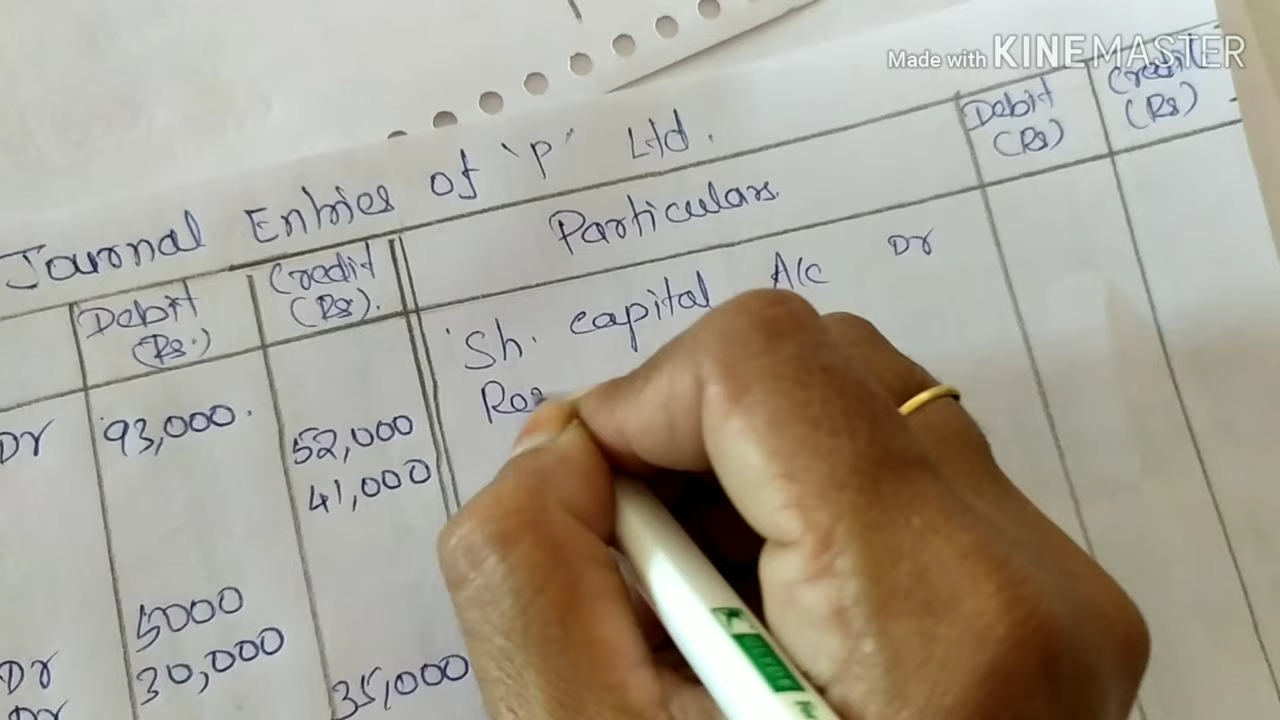 Made with KINEMASTER
Journal Entries of "P" Ltd.
Debit (Rs.)
Credit (Rs).
Particulars.
Debit (Rs)
Credit (Rs)
Sh. capital A/c Dr
Dr 93,000.
52,000
41,000
5000
Dr 30,000
35,000
Dr